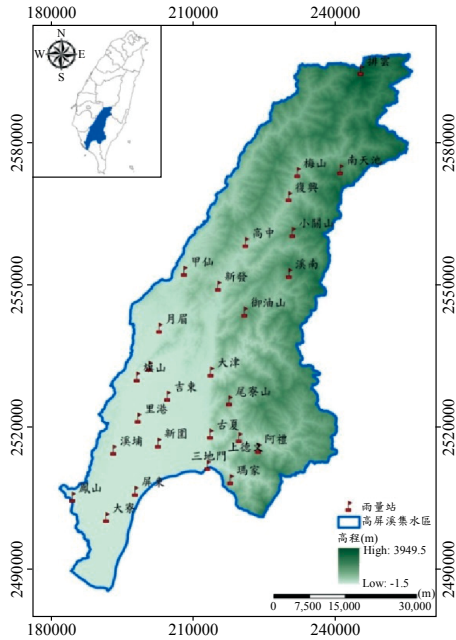 180000 210000 240000
N
W E
S
排雲
梅山 南天池
復興
小關山
高中
甲仙
溪南
新發
御油山
月眉
大津
爐山
吉東
尾寮山
里港
古夏
新圍
溪埔
上德文 阿禮
三地門
瑪家
屏東
鳳山
大寮
雨量站
高屏溪集水區
高程(m)
High: 3949.5
Low: -1.5
(m)
0 7,500 15,000 30,000
180000 210000 240000
2580000
2550000
2520000
2490000
2580000
2550000
2520000
2490000